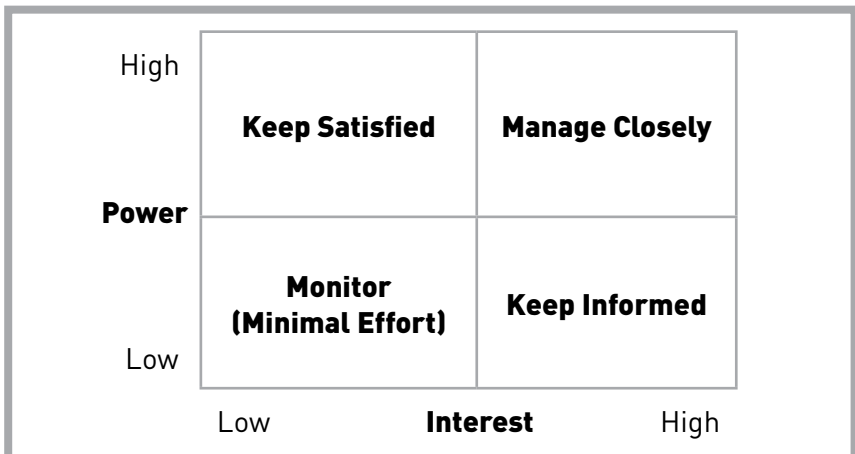 High
Keep Satisfied
Manage Closely
Power
Monitor
(Minimal Effort)
Keep Informed
Low
Low
Interest
High